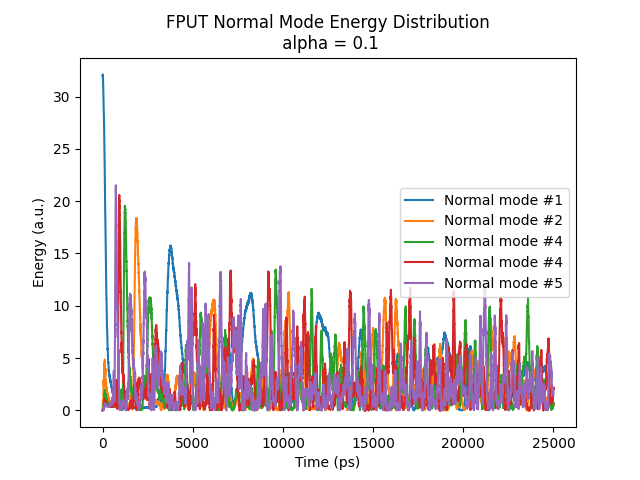 FPUT Normal Mode Energy Distribution
alpha = 0.1
Energy (a.u.)
30
25
20
15
10
5
0
Normal mode #1
Normal mode #2
Normal mode #4
Normal mode #4
Normal mode #5
0 5000 10000 15000 20000 25000
Time (ps)